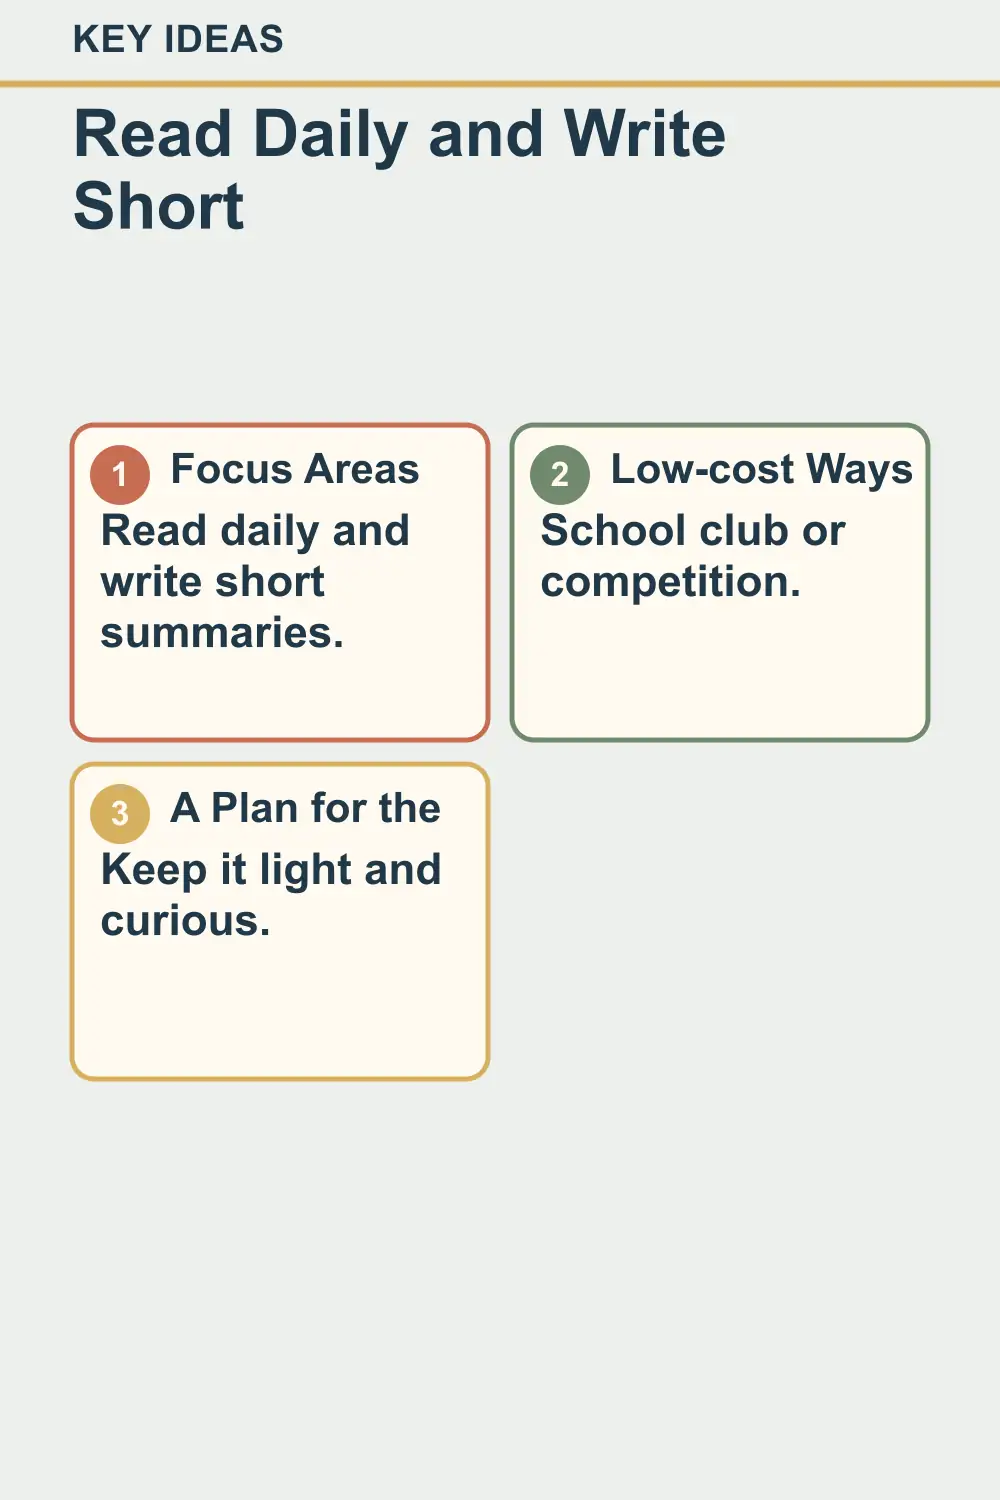 KEY IDEAS
Read Daily and Write
Short
1 Focus Areas
Read daily and
write short
summaries.
2 Low-cost Ways
School club or
competition.
3 A Plan for the
Keep it light and
curious.